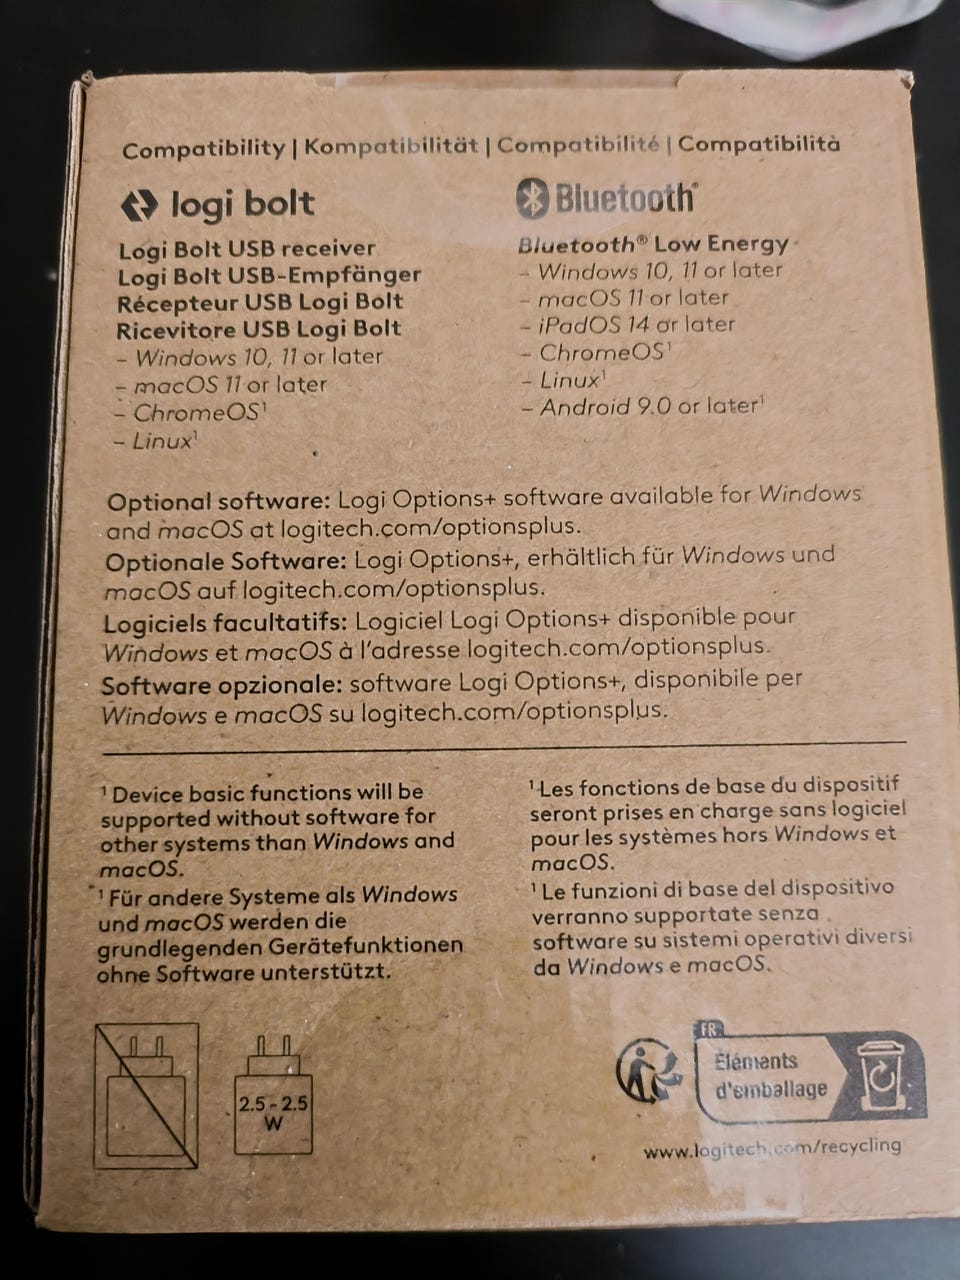 Compatibility | Kompatibilität | Compatibilité | Compatibilità
logi bolt
Logi Bolt USB receiver
Logi Bolt USB-Empfänger
Récepteur USB Logi Bolt
Ricevitore USB Logi Bolt
– Windows 10, 11 or later
– macOS 11 or later
– ChromeOS¹
– Linux¹
Bluetooth®
Bluetooth® Low Energy
– Windows 10, 11 or later
– macOS 11 or later
– iPadOS 14 or later
– ChromeOS¹
– Linux¹
– Android 9.0 or later¹
Optional software: Logi Options+ software available for Windows
and macOS at logitech.com/optionsplus.
Optionale Software: Logi Options+, erhältlich für Windows und
macOS auf logitech.com/optionsplus.
Logiciels facultatifs: Logiciel Logi Options+ disponible pour
Windows et macOS à l'adresse logitech.com/optionsplus.
Software opzionale: software Logi Options+, disponibile per
Windows e macOS su logitech.com/optionsplus.
¹ Device basic functions will be
supported without software for
other systems than Windows and
macOS.
¹ Für andere Systeme als Windows
und macOS werden die
grundlegenden Gerätefunktionen
ohne Software unterstützt.
¹ Les fonctions de base du dispositif
seront prises en charge sans logiciel
pour les systèmes hors Windows et
macOS.
¹ Le funzioni di base del dispositivo
verranno supportate senza
software su sistemi operativi diversi
da Windows e macOS.
2.5 - 2.5
W
FR
Éléments
d'emballage
www.logitech.com/recycling